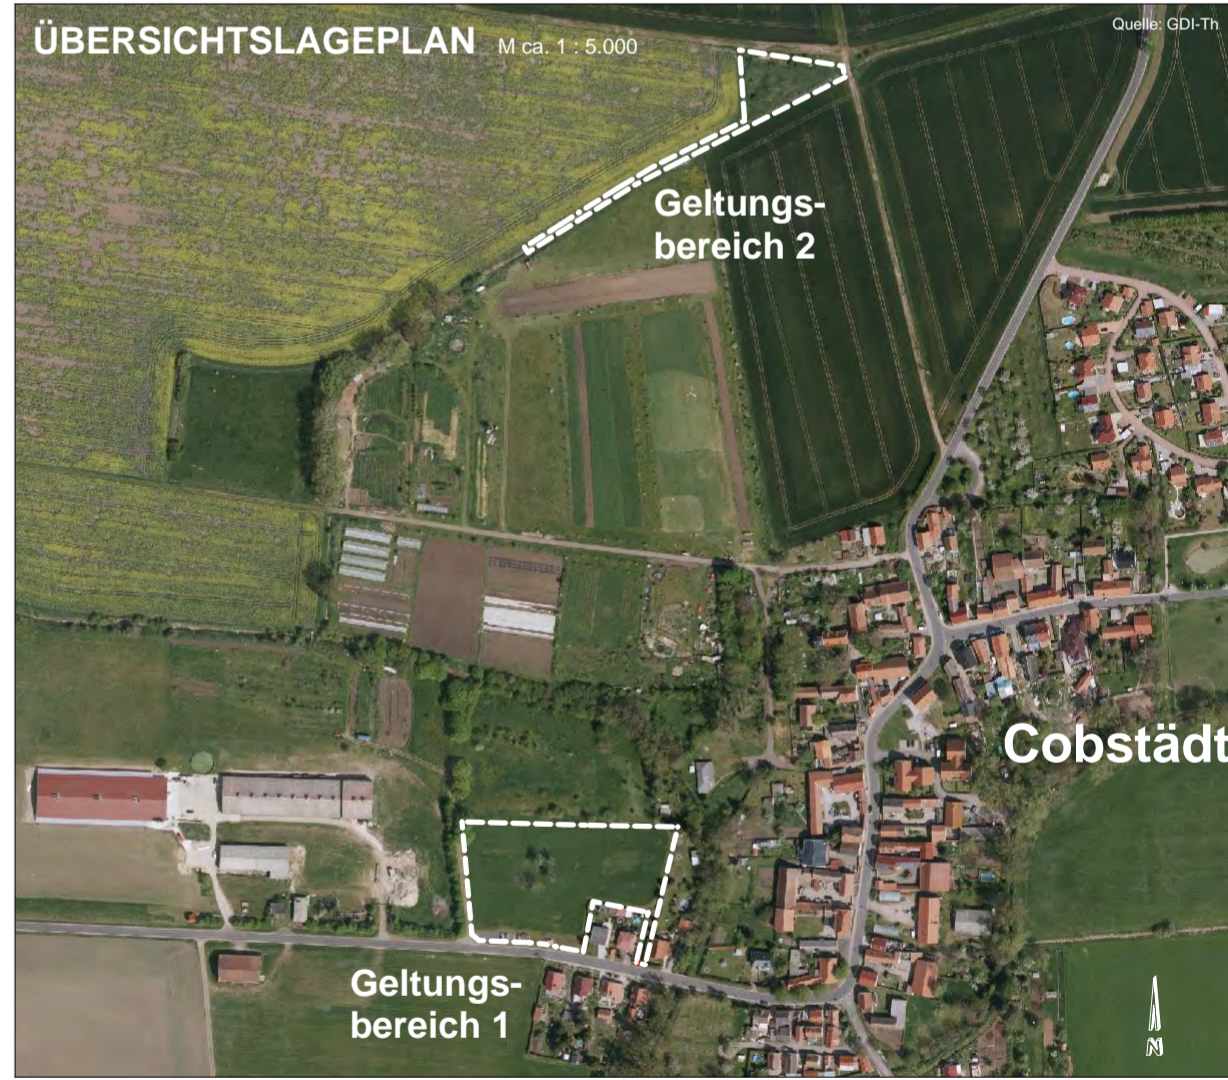 ÜBERSICHTSLAGEPLAN M ca. 1 : 5.000
Quelle: GDI-Th
Geltungs-
bereich 2
Cobstädt
Geltungs-
bereich 1
N